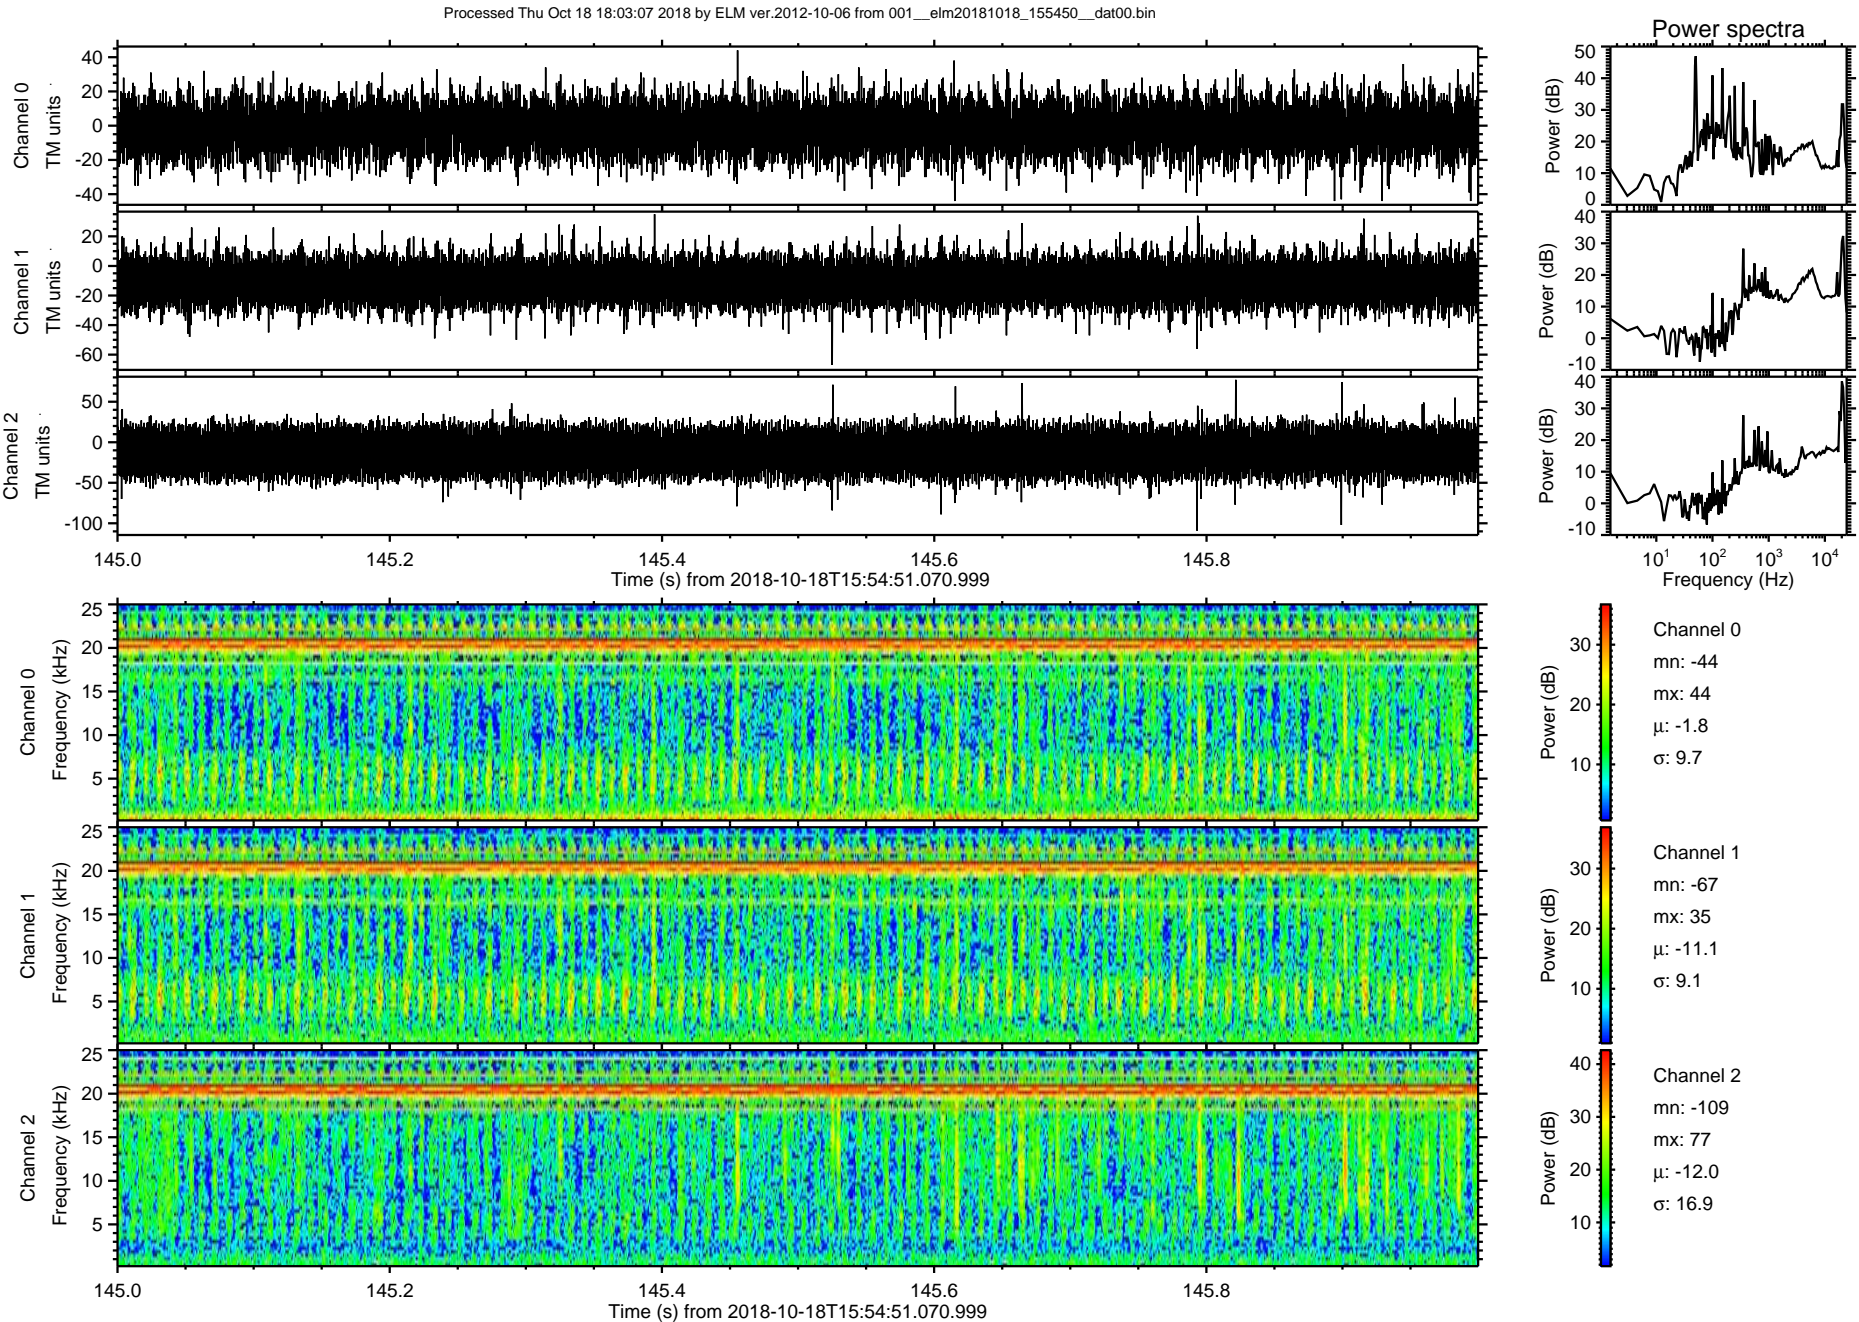 Processed Thu Oct 18 18:03:07 2018 by ELM ver.2012-10-06 from 001__elm20181018_155450__dat00.bin
Power spectra
Channel 0
TM units
40
20
0
-20
-40
Power (dB)
50
40
30
20
10
0
Channel 1
TM units
20
0
-20
-40
-60
Power (dB)
40
30
20
10
0
-10
Channel 2
TM units
50
0
-50
-100
Power (dB)
40
30
20
10
0
-10
145.0 145.2 145.4 145.6 145.8
Time (s) from 2018-10-18T15:54:51.070.999
10¹ 10² 10³ 10⁴
Frequency (Hz)
Channel 0
Frequency (kHz)
25
20
15
10
5
Power (dB)
30
20
10
Channel 0
mn: -44
mx: 44
μ: -1.8
σ: 9.7
Channel 1
Frequency (kHz)
25
20
15
10
5
Power (dB)
30
20
10
Channel 1
mn: -67
mx: 35
μ: -11.1
σ: 9.1
Channel 2
Frequency (kHz)
25
20
15
10
5
Power (dB)
40
30
20
10
Channel 2
mn: -109
mx: 77
μ: -12.0
σ: 16.9
145.0 145.2 145.4 145.6 145.8
Time (s) from 2018-10-18T15:54:51.070.999